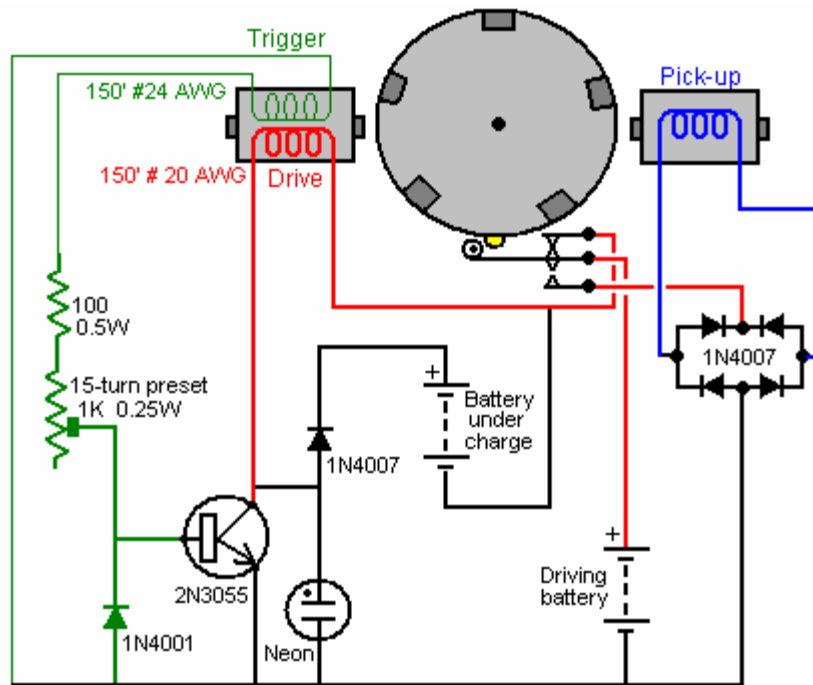 Trigger
150' #24 AWG
Pick-up
150' # 20 AWG
Drive
100
0.5W
1N4007
15-turn preset
1K 0.25W
+
Battery
under
charge
1N4007
+
Driving
battery
2N3055
1N4001
Neon